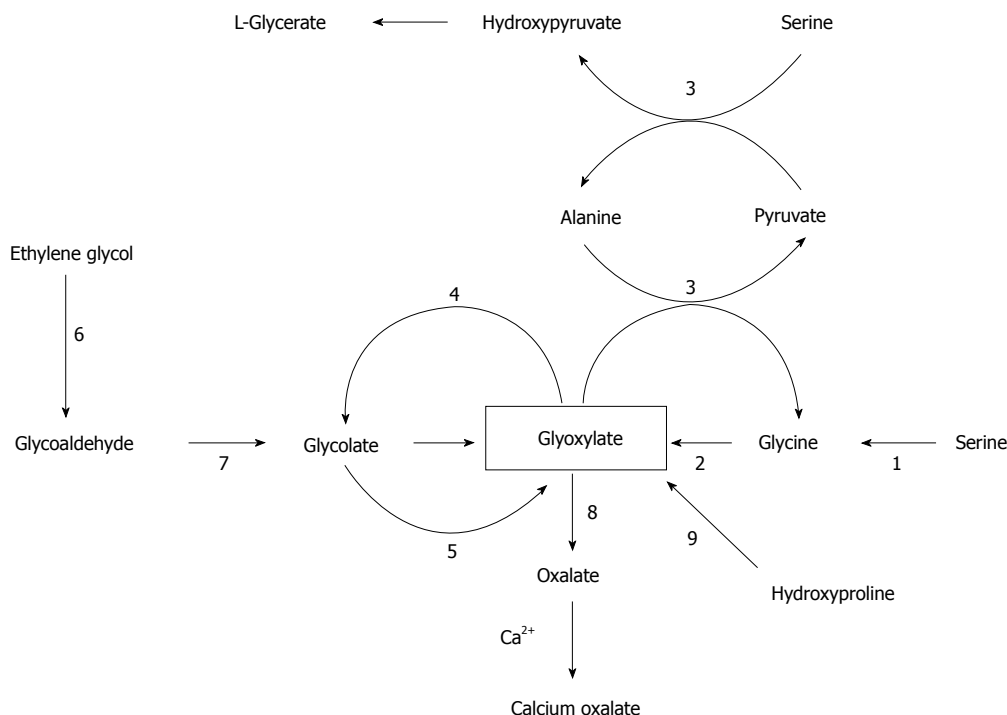 L-Glycerate
Hydroxypyruvate
Serine
3
Alanine
Pyruvate
Ethylene glycol
3
4
6
Glycoaldehyde
7
Glycolate
Glyoxylate
2
Glycine
1
Serine
5
8
9
Oxalate
Hydroxyproline
Ca²⁺
Calcium oxalate